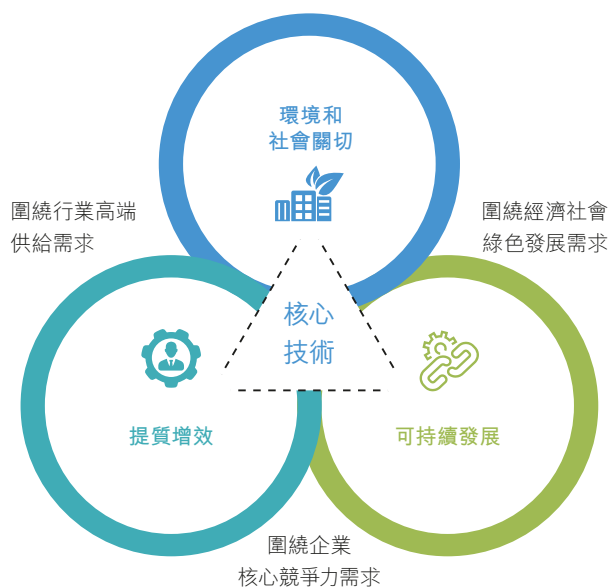 環境和
社會關切
圍繞行業高端
供給需求
圍繞經濟社會
綠色發展需求
核心
技術
提質增效
可持續發展
圍繞企業
核心競爭力需求